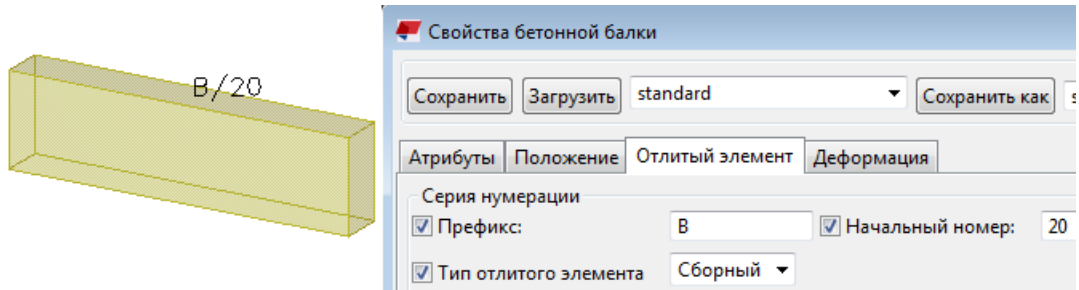 B/20
Свойства бетонной балки
Сохранить Загрузить standard Сохранить как s
Атрибуты Положение Отлитый элемент Деформация
Серия нумерации
Префикс: B Начальный номер: 20
Тип отлитого элемента Сборный